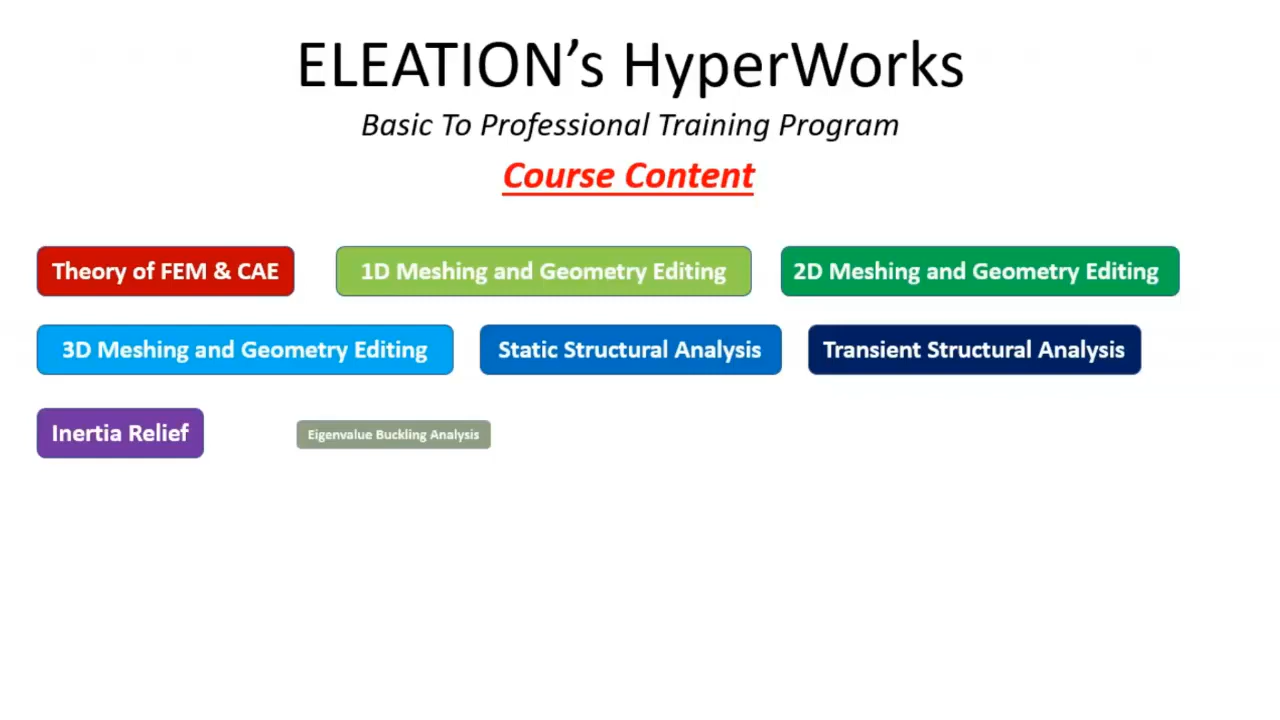 ELEATION’s HyperWorks
Basic To Professional Training Program
Course Content
Theory of FEM & CAE
1D Meshing and Geometry Editing
2D Meshing and Geometry Editing
3D Meshing and Geometry Editing
Static Structural Analysis
Transient Structural Analysis
Inertia Relief
Eigenvalue Buckling Analysis